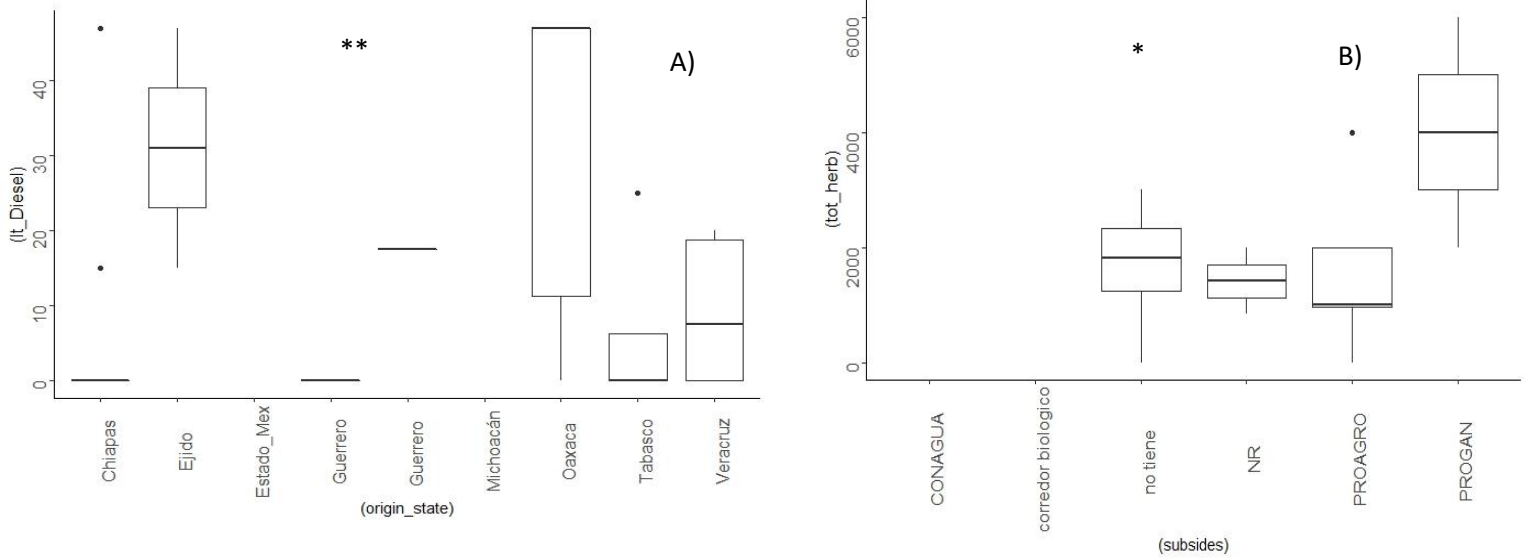 **
A)
(lt_Diesel)
40
30
20
10
0
Chiapas
Ejido
Estado_Mex
Guerrero
Guerrero
Michoacán
Oaxaca
Tabasco
Veracruz
(origin_state)
*
B)
(tot_herb)
6000
4000
2000
0
CONAGUA
corredor biologico
no tiene
NR
PROAGRO
PROGAN
(subsides)